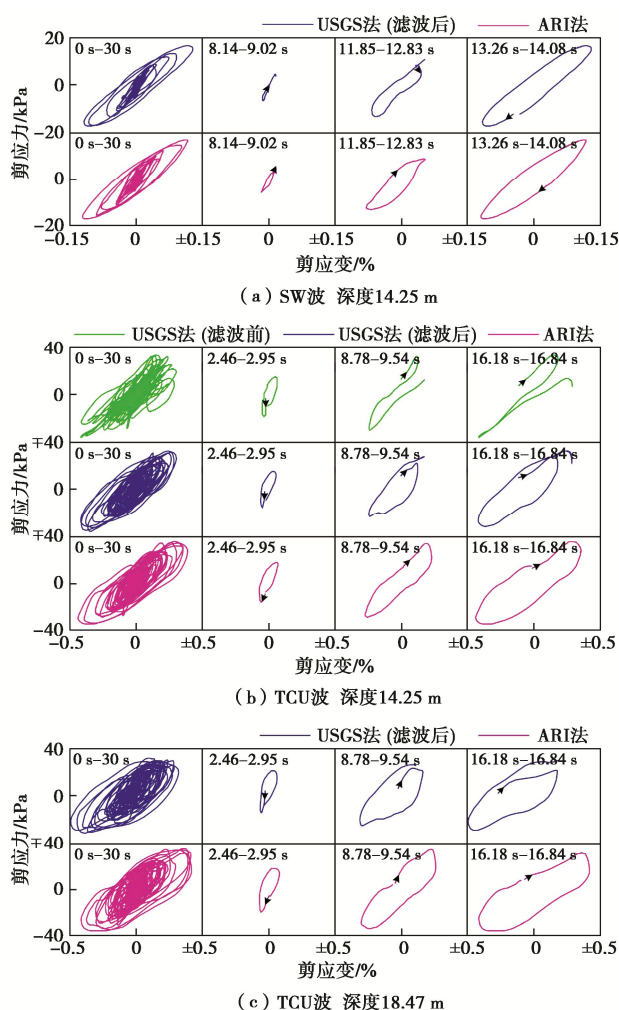 USGS法 (滤波后) ARI法
20 0 s–30 s 8.14–9.02 s 11.85–12.83 s 13.26–14.08 s
0
剪应力/kPa
−20
0 s–30 s 8.14–9.02 s 11.85–12.83 s 13.26–14.08 s
0
20
−0.15 0 ±0.15 0 ±0.15 0 ±0.15 0 ±0.15
剪应变/%
(a) SW波 深度14.25 m
USGS法 (滤波前) USGS法 (滤波后) ARI法
40 0 s–30 s 2.46–2.95 s 8.78–9.54 s 16.18 s–16.84 s
0
∓40
剪应力/kPa
0 s–30 s 2.46–2.95 s 8.78–9.54 s 16.18 s–16.84 s
0
∓40
0 s–30 s 2.46–2.95 s 8.78–9.54 s 16.18 s–16.84 s
0
−40
−0.5 0 ±0.5 0 ±0.5 0 ±0.5 0 ±0.5
剪应变/%
(b) TCU波 深度14.25 m
USGS法 (滤波后) ARI法
40 0 s–30 s 2.46–2.95 s 8.78–9.54 s 16.18 s–16.84 s
0
剪应力/kPa
∓40
0 s–30 s 2.46–2.95 s 8.78–9.54 s 16.18 s–16.84 s
0
−40
−0.5 0 ±0.5 0 ±0.5 0 ±0.5 0 ±0.5
剪应变/%
(c) TCU波 深度18.47 m